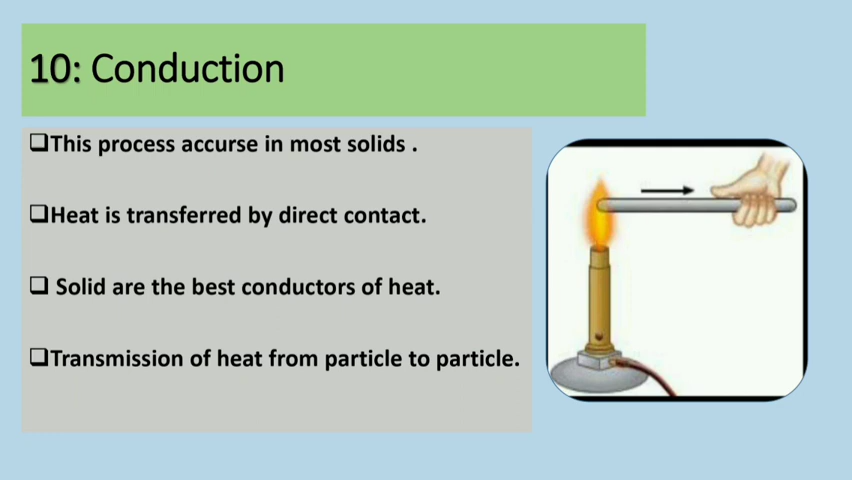 10: Conduction
❑This process accurse in most solids .
❑Heat is transferred by direct contact.
❑ Solid are the best conductors of heat.
❑Transmission of heat from particle to particle.